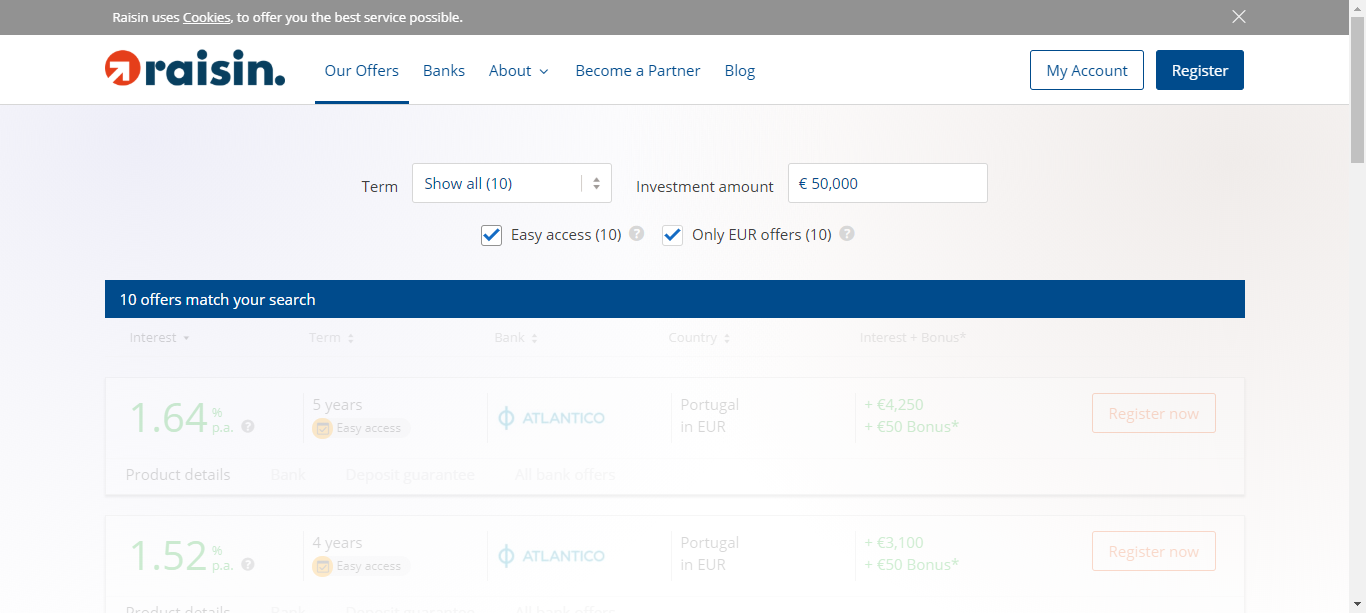 Raisin uses Cookies, to offer you the best service possible.
raisin.
Our Offers Banks About Become a Partner Blog My Account Register
Term Show all (10) Investment amount € 50,000
Easy access (10) ? Only EUR offers (10) ?
10 offers match your search
Interest Term Bank Country Interest + Bonus*
1.64 % p.a. ? 5 years Easy access ATLANTICO Portugal in EUR + €4,250 + €50 Bonus* Register now
Product details Bank Deposit guarantee All bank offers
1.52 % p.a. ? 4 years Easy access ATLANTICO Portugal in EUR + €3,100 + €50 Bonus* Register now
Product details Bank Deposit guarantee All bank offers